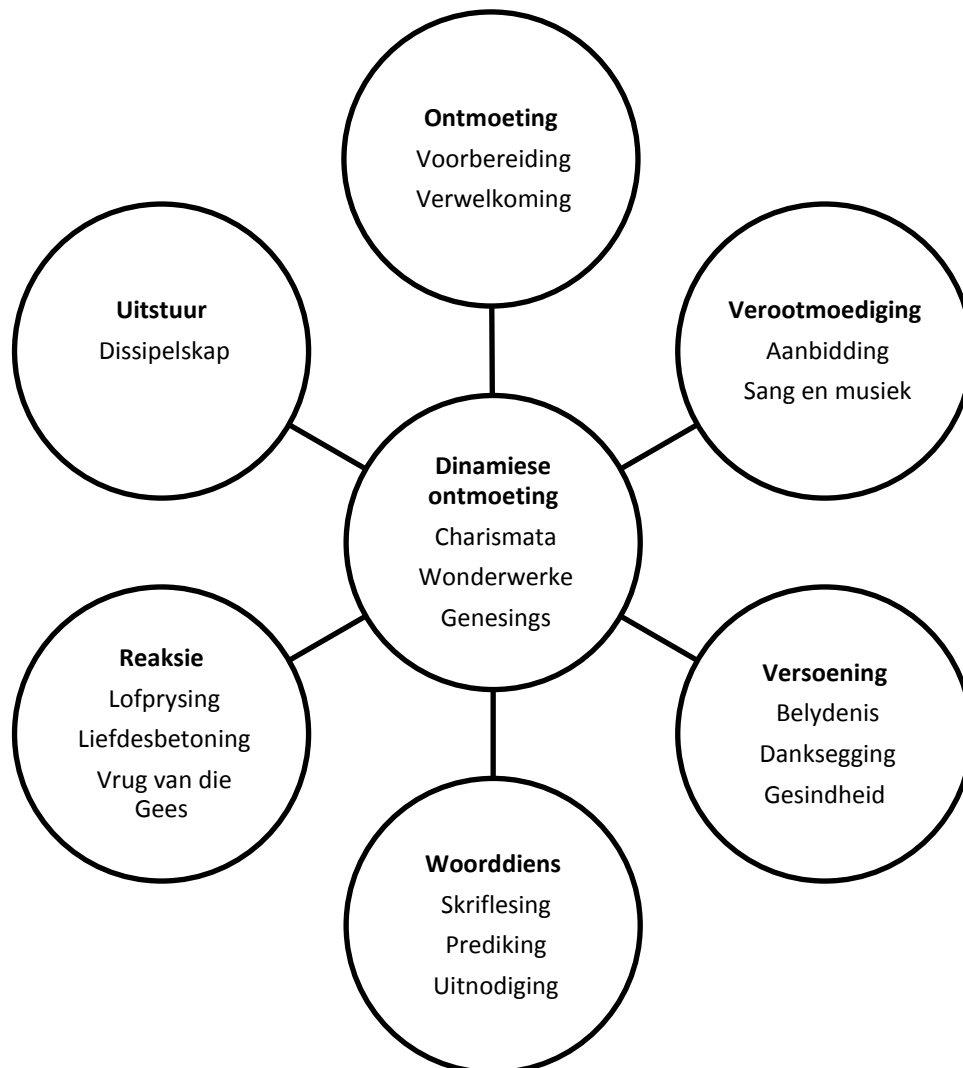 Ontmoeting
Voorbereiding
Verwelkoming
Verootmoediging
Aanbidding
Sang en musiek
Versoening
Belydenis
Danksegging
Gesindheid
Woorddiens
Skriflesing
Prediking
Uitnodiging
Reaksie
Lofprysing
Liefdesbetoning
Vrug van die
Gees
Uitstuur
Dissipelskap
Dinamiese
ontmoeting
Charismata
Wonderwerke
Genesings